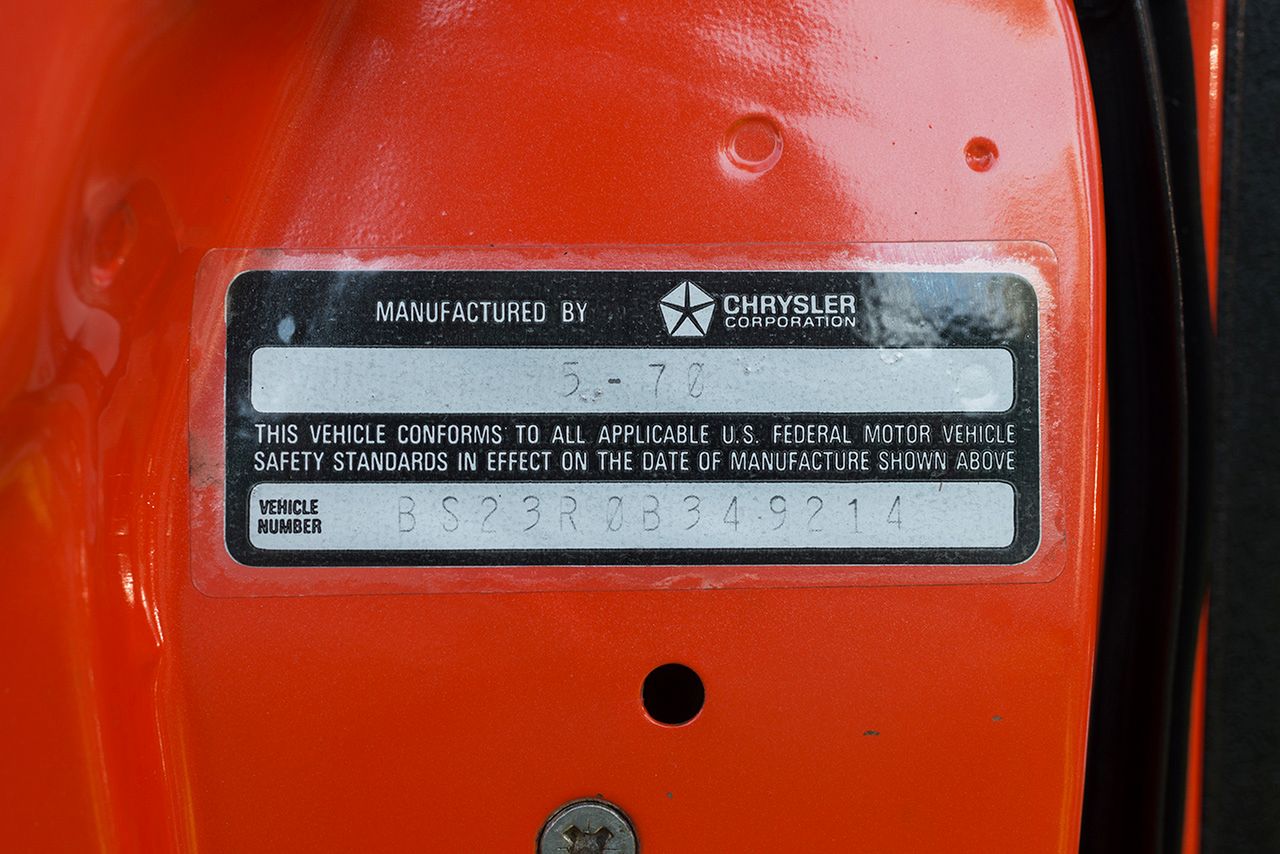 MANUFACTURED BY CHRYSLER CORPORATION
5-70
THIS VEHICLE CONFORMS TO ALL APPLICABLE U.S. FEDERAL MOTOR VEHICLE
SAFETY STANDARDS IN EFFECT ON THE DATE OF MANUFACTURE SHOWN ABOVE
VEHICLE NUMBER BS23R0B349214